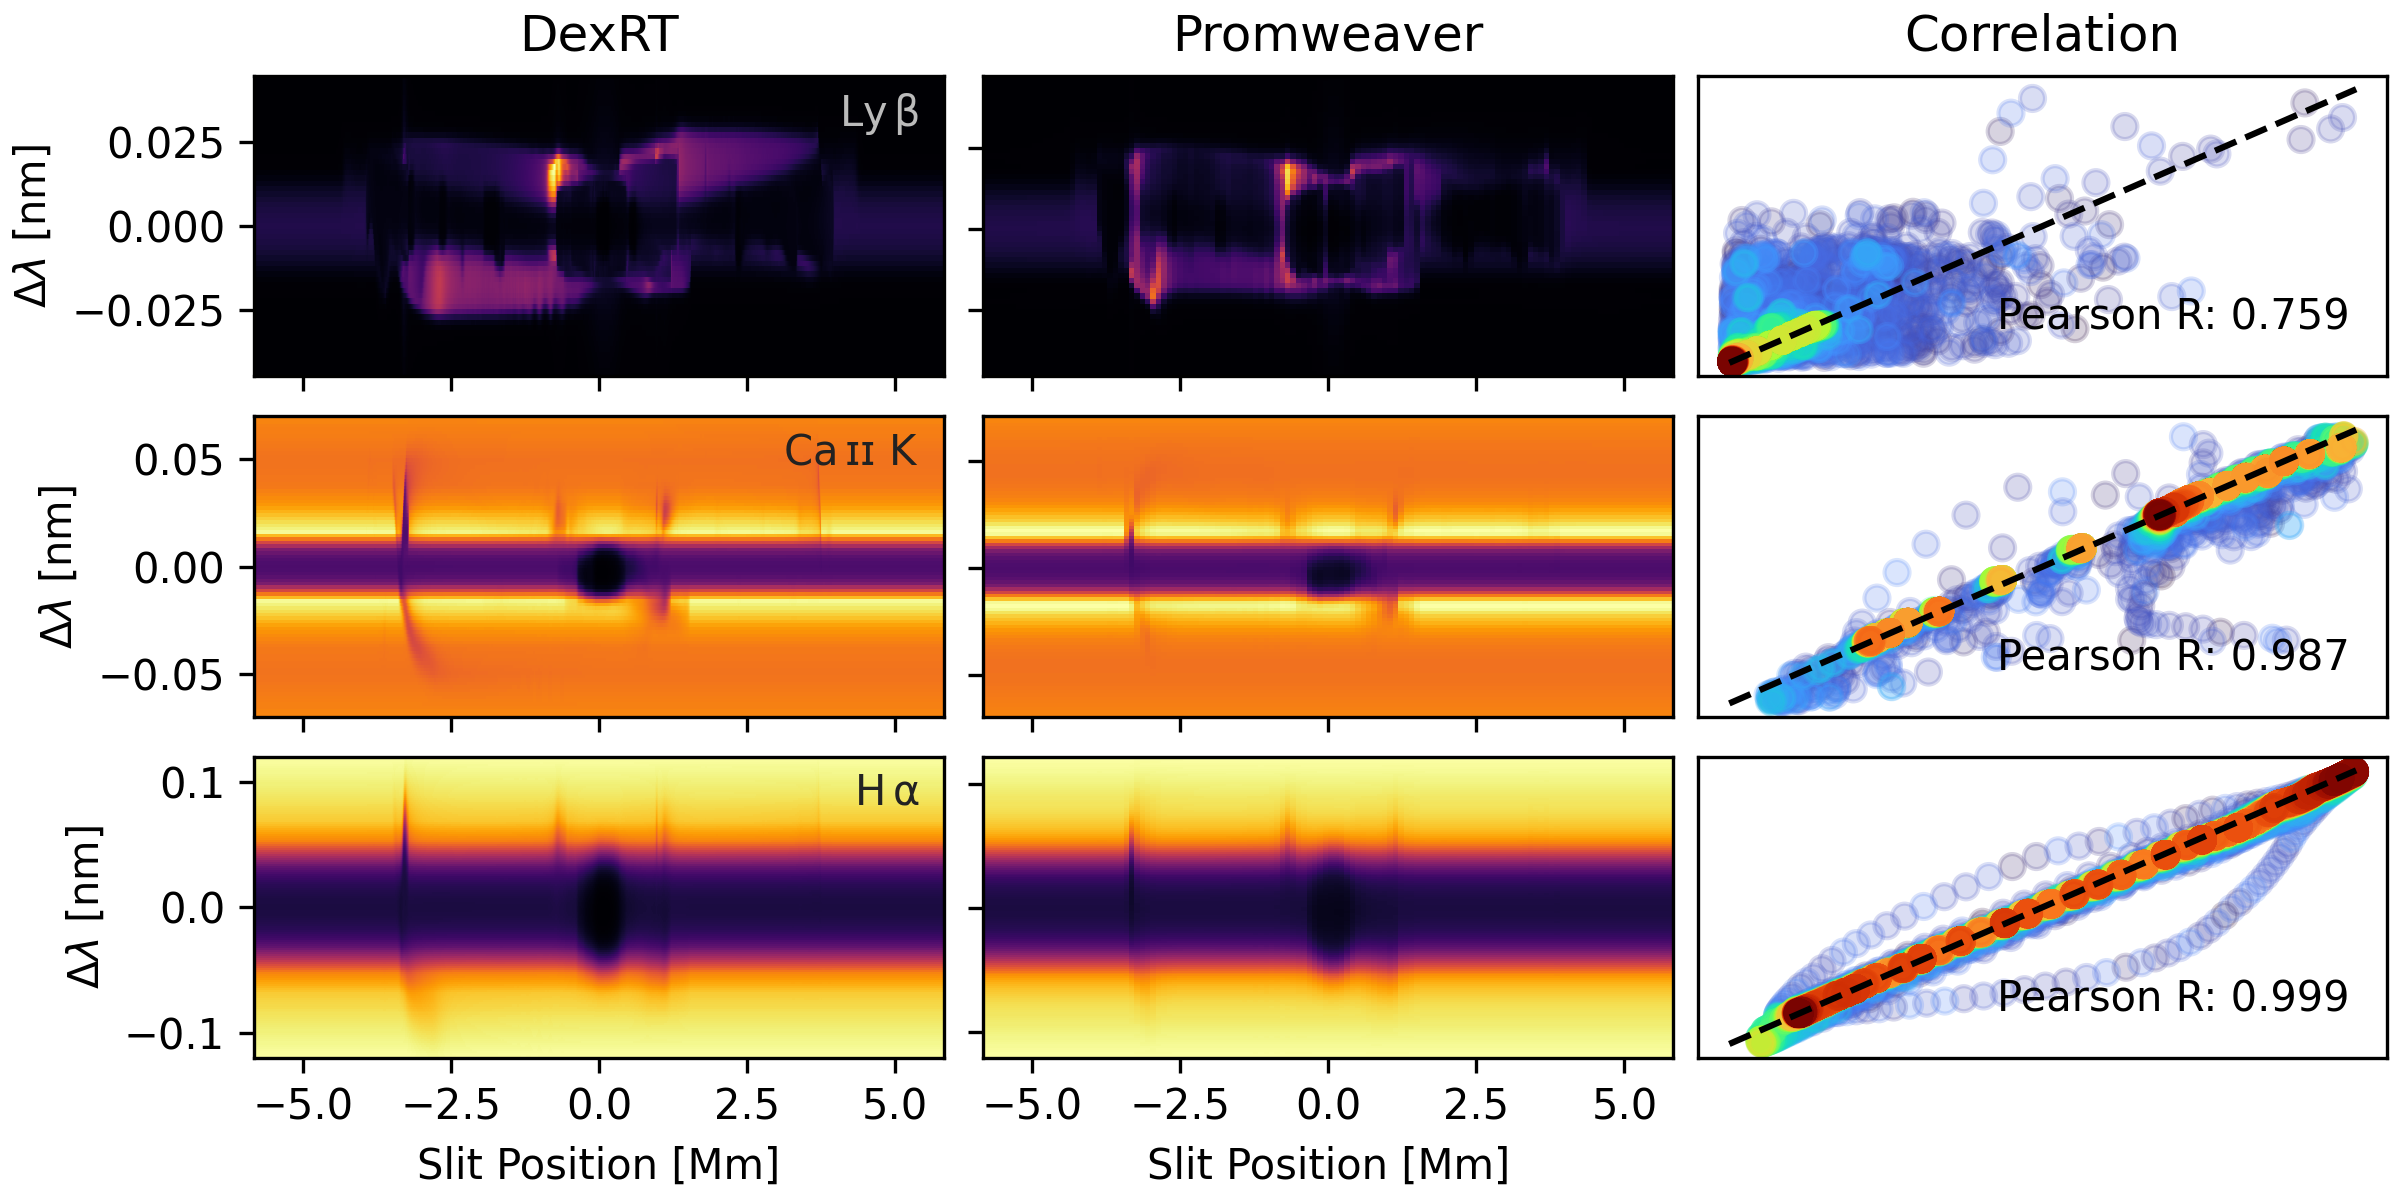 DexRT
Promweaver
Correlation
Δλ [nm]
0.025
0.000
−0.025
Ly β
Pearson R: 0.759
Δλ [nm]
0.05
0.00
−0.05
Ca ɪɪ K
Pearson R: 0.987
Δλ [nm]
0.1
0.0
−0.1
H α
Pearson R: 0.999
−5.0 −2.5 0.0 2.5 5.0
−5.0 −2.5 0.0 2.5 5.0
Slit Position [Mm]
Slit Position [Mm]